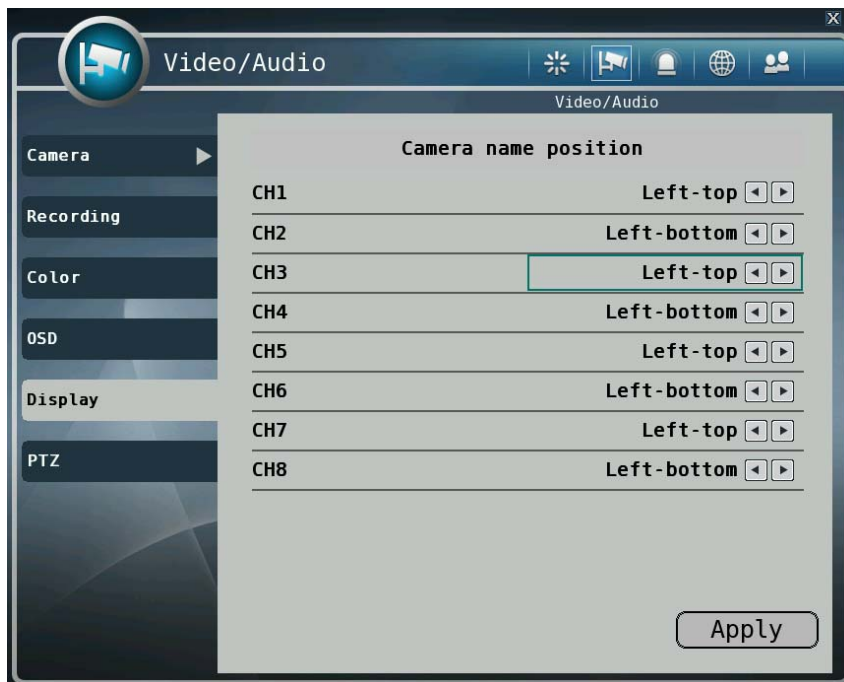 X
Video/Audio
Video/Audio
Camera
Recording
Color
OSD
Display
PTZ
Camera name position
CH1 Left-top
CH2 Left-bottom
CH3 Left-top
CH4 Left-bottom
CH5 Left-top
CH6 Left-bottom
CH7 Left-top
CH8 Left-bottom
Apply